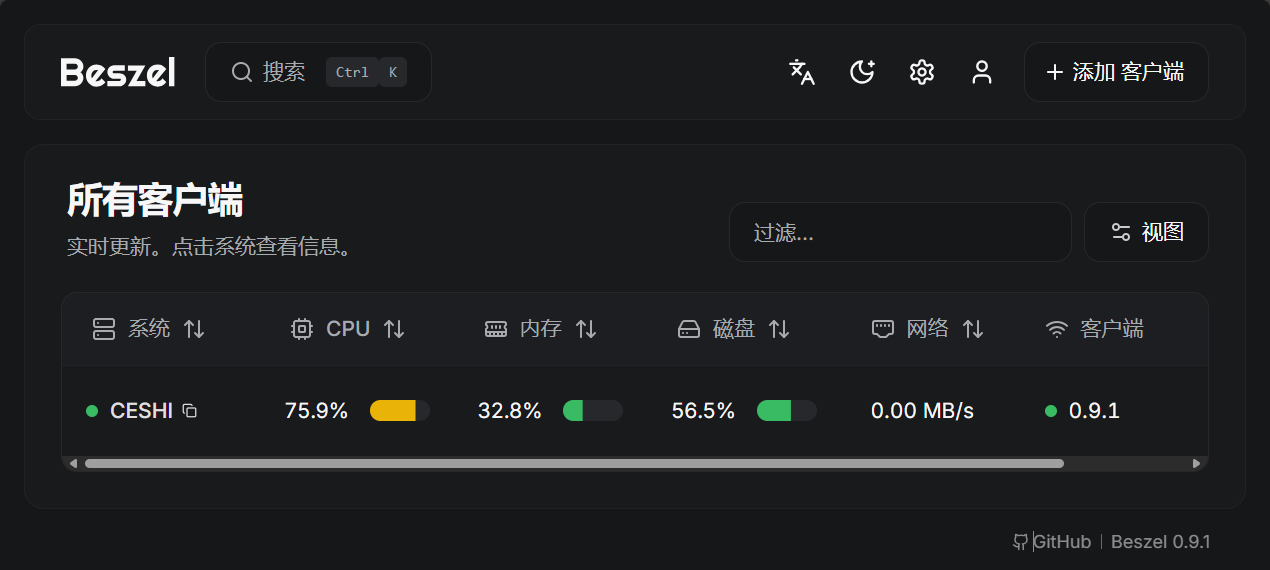 Beszel 搜索 Ctrl K 添加 客户端
所有客户端
实时更新。点击系统查看信息。
过滤... 视图
系统 CPU 内存 磁盘 网络 客户端
CESHI 75.9% 32.8% 56.5% 0.00 MB/s 0.9.1
GitHub | Beszel 0.9.1